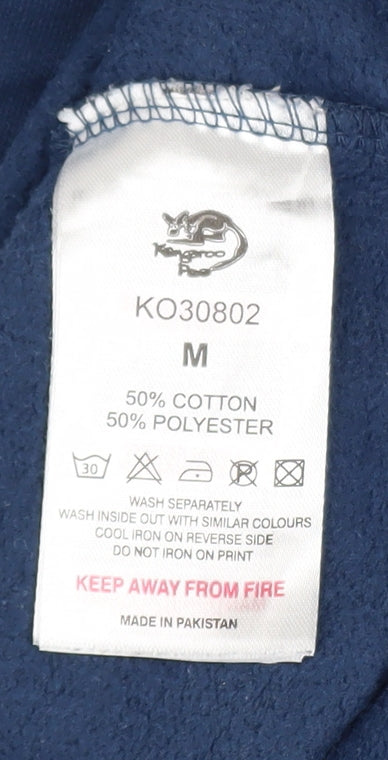 Kangaroo
Poo
KO30802
M
50% COTTON
50% POLYESTER
30
P
WASH SEPARATELY
WASH INSIDE OUT WITH SIMILAR COLOURS
COOL IRON ON REVERSE SIDE
DO NOT IRON ON PRINT
KEEP AWAY FROM FIRE
MADE IN PAKISTAN